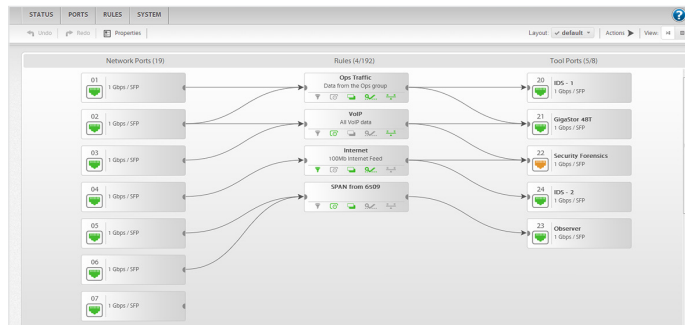 STATUS PORTS RULES SYSTEM
?
Undo Redo Properties Layout default Actions View:
Network Ports (19) Rules (4/192) Tool Ports (5/8)
01
1 Gbps / SFP
02
1 Gbps / SFP
03
1 Gbps / SFP
04
1 Gbps / SFP
05
1 Gbps / SFP
06
1 Gbps / SFP
07
1 Gbps / SFP
Ops Traffic
Data from the Ops group
VoIP
All VoIP data
Internet
100Mb Internet Feed
SPAN from 6509
20
IDS - 1
1 Gbps / SFP
21
GigaStor 48T
1 Gbps / SFP
22
Security Forensics
1 Gbps / SFP
24
IDS - 2
1 Gbps / SFP
23
Observer
1 Gbps / SFP